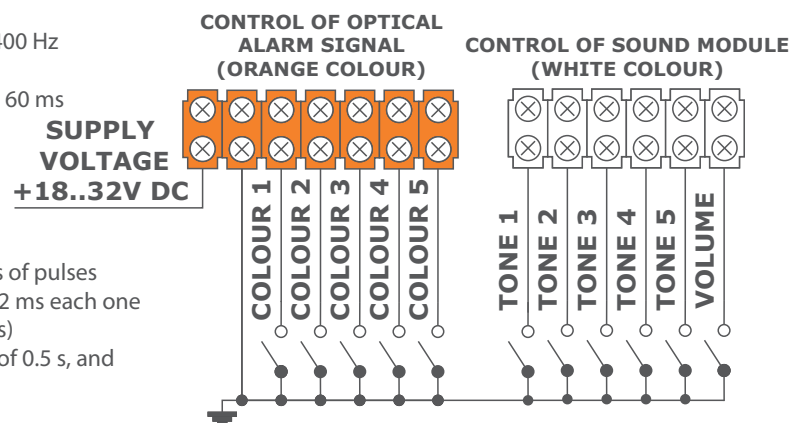 400 Hz
60 ms
s of pulses
2 ms each one
s)
of 0.5 s, and
CONTROL OF OPTICAL
ALARM SIGNAL
(ORANGE COLOUR)
CONTROL OF SOUND MODULE
(WHITE COLOUR)
SUPPLY
VOLTAGE
+18..32V DC
COLOUR 1
COLOUR 2
COLOUR 3
COLOUR 4
COLOUR 5
TONE 1
TONE 2
TONE 3
TONE 4
TONE 5
VOLUME